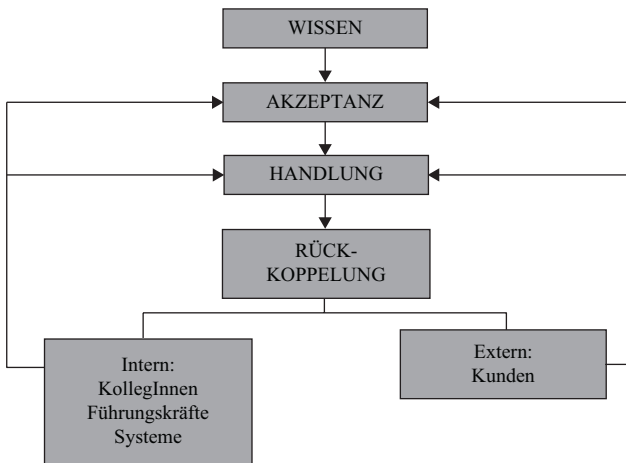 WISSEN
AKZEPTANZ
HANDLUNG
RÜCK-
KOPPELUNG
Intern:
KollegInnen
Führungskräfte
Systeme
Extern:
Kunden